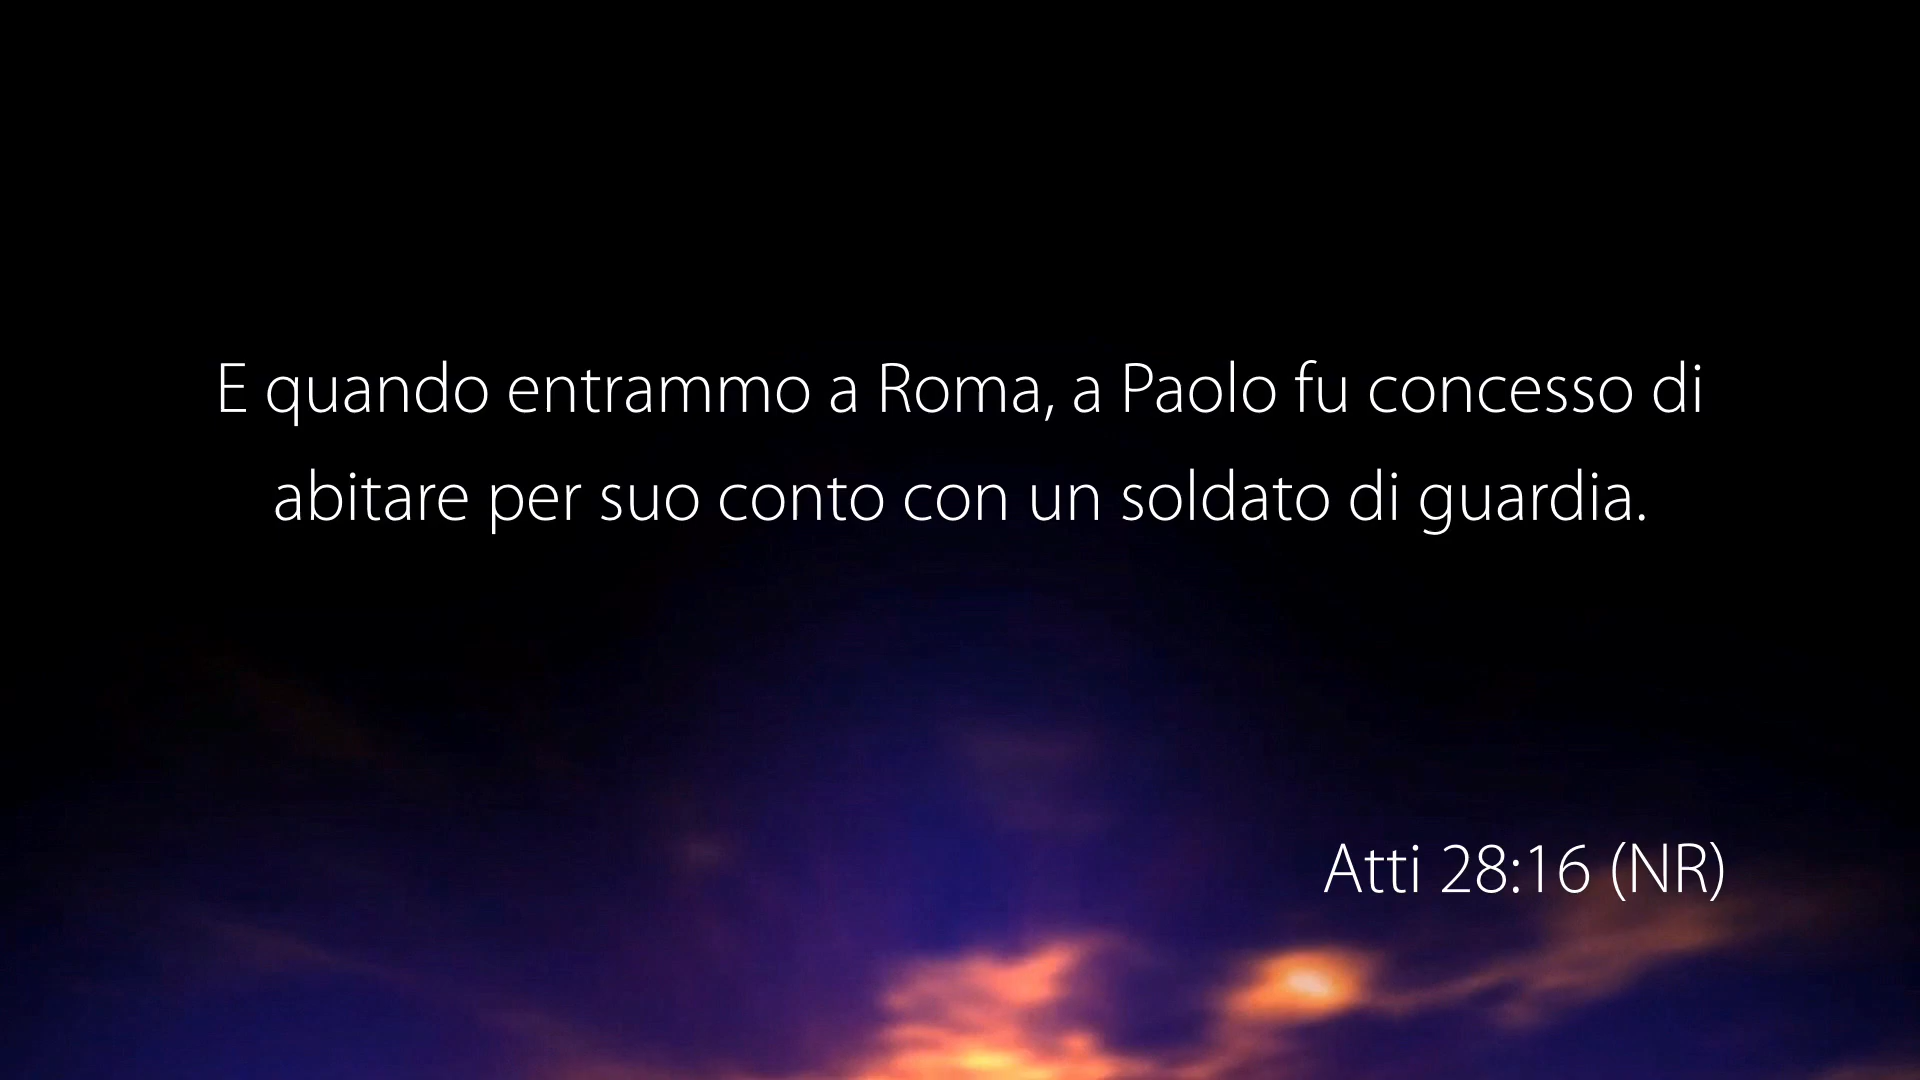 E quando entrammo a Roma, a Paolo fu concesso di
abitare per suo conto con un soldato di guardia.
Atti 28:16 (NR)